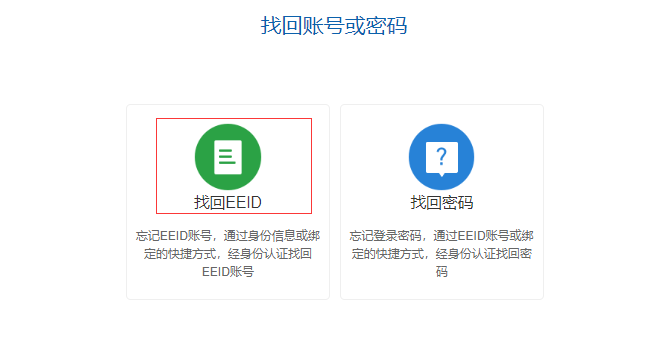 找回账号或密码
找回EEID
忘记EEID账号，通过身份信息或绑
定的快捷方式，经身份认证找回
EEID账号
?
找回密码
忘记登录密码，通过EEID账号或绑
定的快捷方式，经身份认证找回密
码